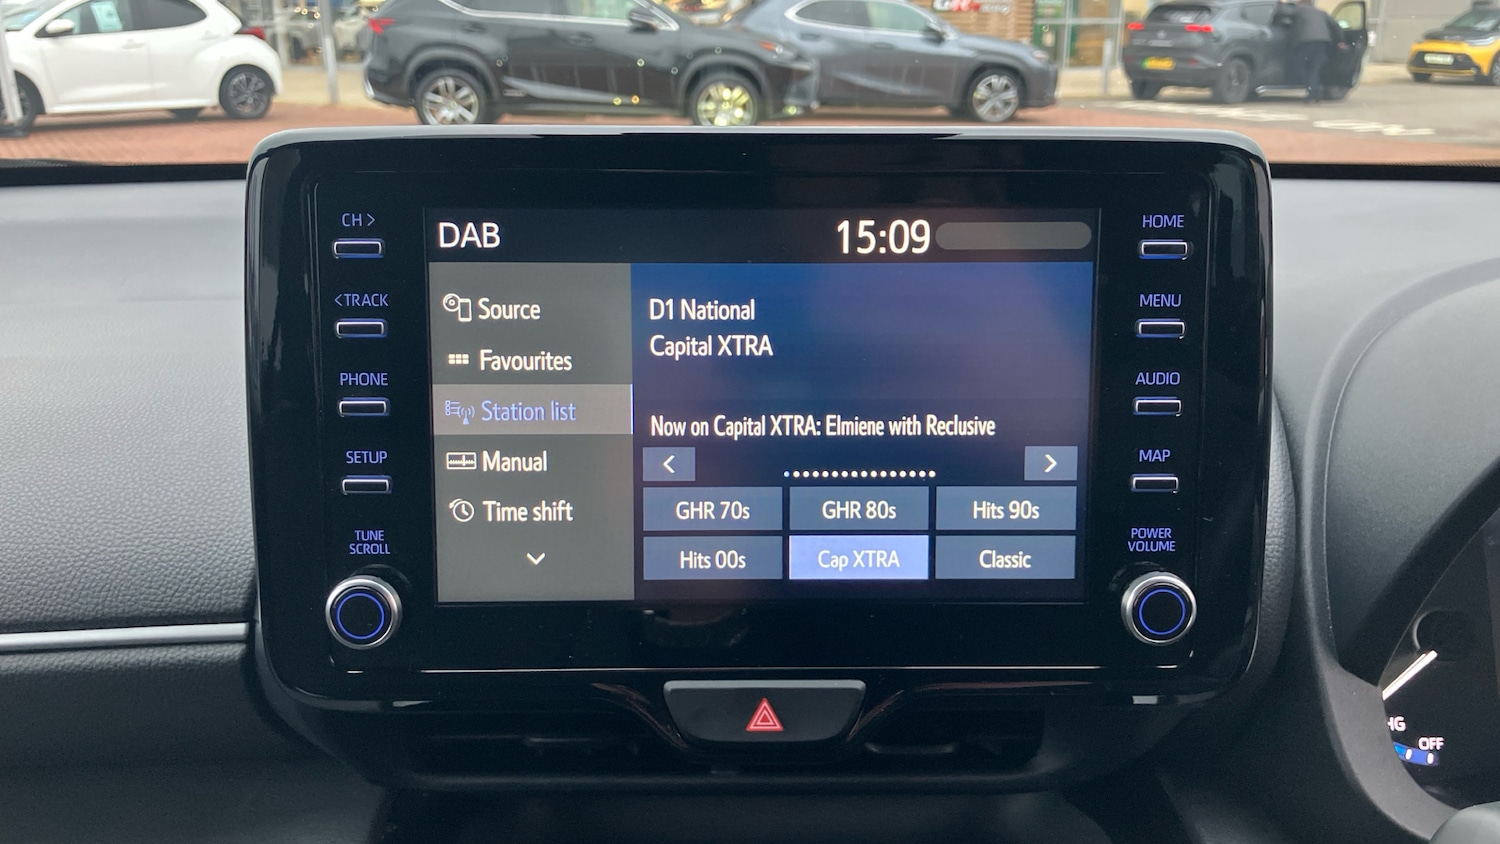 CH >
<TRACK
PHONE
SETUP
TUNE
SCROLL
DAB
15:09
Source
Favourites
Station list
Manual
Time shift
D1 National
Capital XTRA
Now on Capital XTRA: Elmiene with Reclusive
<
>
GHR 70s
GHR 80s
Hits 90s
Hits 00s
Cap XTRA
Classic
HOME
MENU
AUDIO
MAP
POWER
VOLUME
HG
OFF